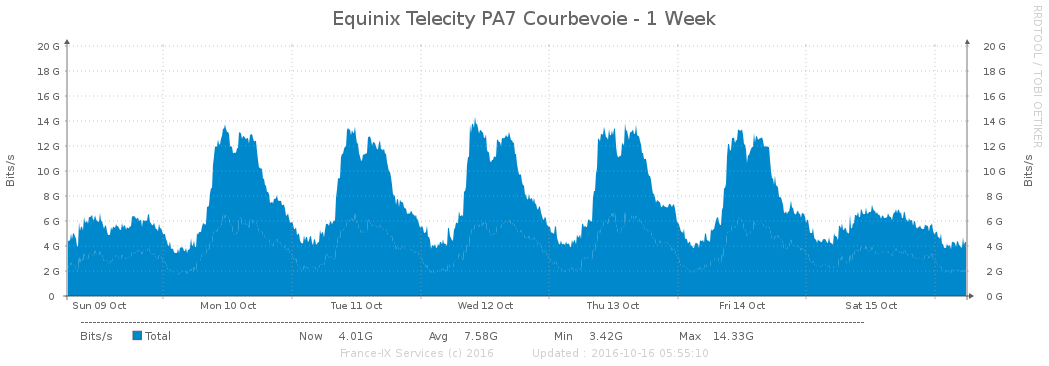 Equinix Telecity PA7 Courbevoie - 1 Week
RRDTOOL / TOBI OETIKER
Bits/s
20 G
18 G
16 G
14 G
12 G
10 G
8 G
6 G
4 G
2 G
0
20 G
18 G
16 G
14 G
12 G
10 G
8 G
6 G
4 G
2 G
0 G
Bits/s
Sun 09 Oct Mon 10 Oct Tue 11 Oct Wed 12 Oct Thu 13 Oct Fri 14 Oct Sat 15 Oct
Bits/s Total Now 4.01G Avg 7.58G Min 3.42G Max 14.33G
France-IX Services (c) 2016 Updated : 2016-10-16 05:55:10